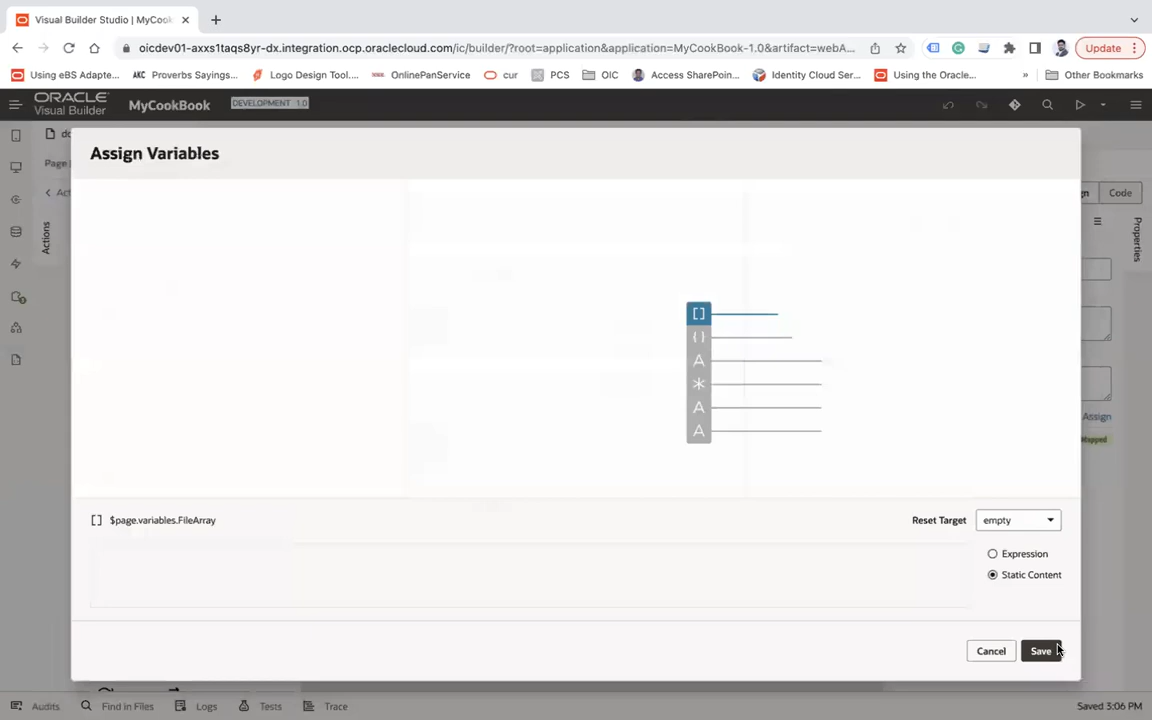 Visual Builder Studio | MyCook
oicdev01-axxs1taqs8yr-dx.integration.ocp.oraclecloud.com/ic/builder/?root=application&application=MyCookBook-1.0&artifact=webA...
Update
Using eBS Adapte...
AKC Proverbs Sayings...
Logo Design Tool....
OnlinePanService
cur
PCS
OIC
Access SharePoin...
Identity Cloud Ser...
Using the Oracle...
»
Other Bookmarks
ORACLE
Visual Builder
MyCookBook
DEVELOPMENT 1.0
Page
Code
Actions
Properties
Assign Variables
Assign
$page.variables.FileArray
Reset Target
empty
Expression
Static Content
Cancel
Save
Audits
Find in Files
Logs
Tests
Trace
Saved 3:06 PM